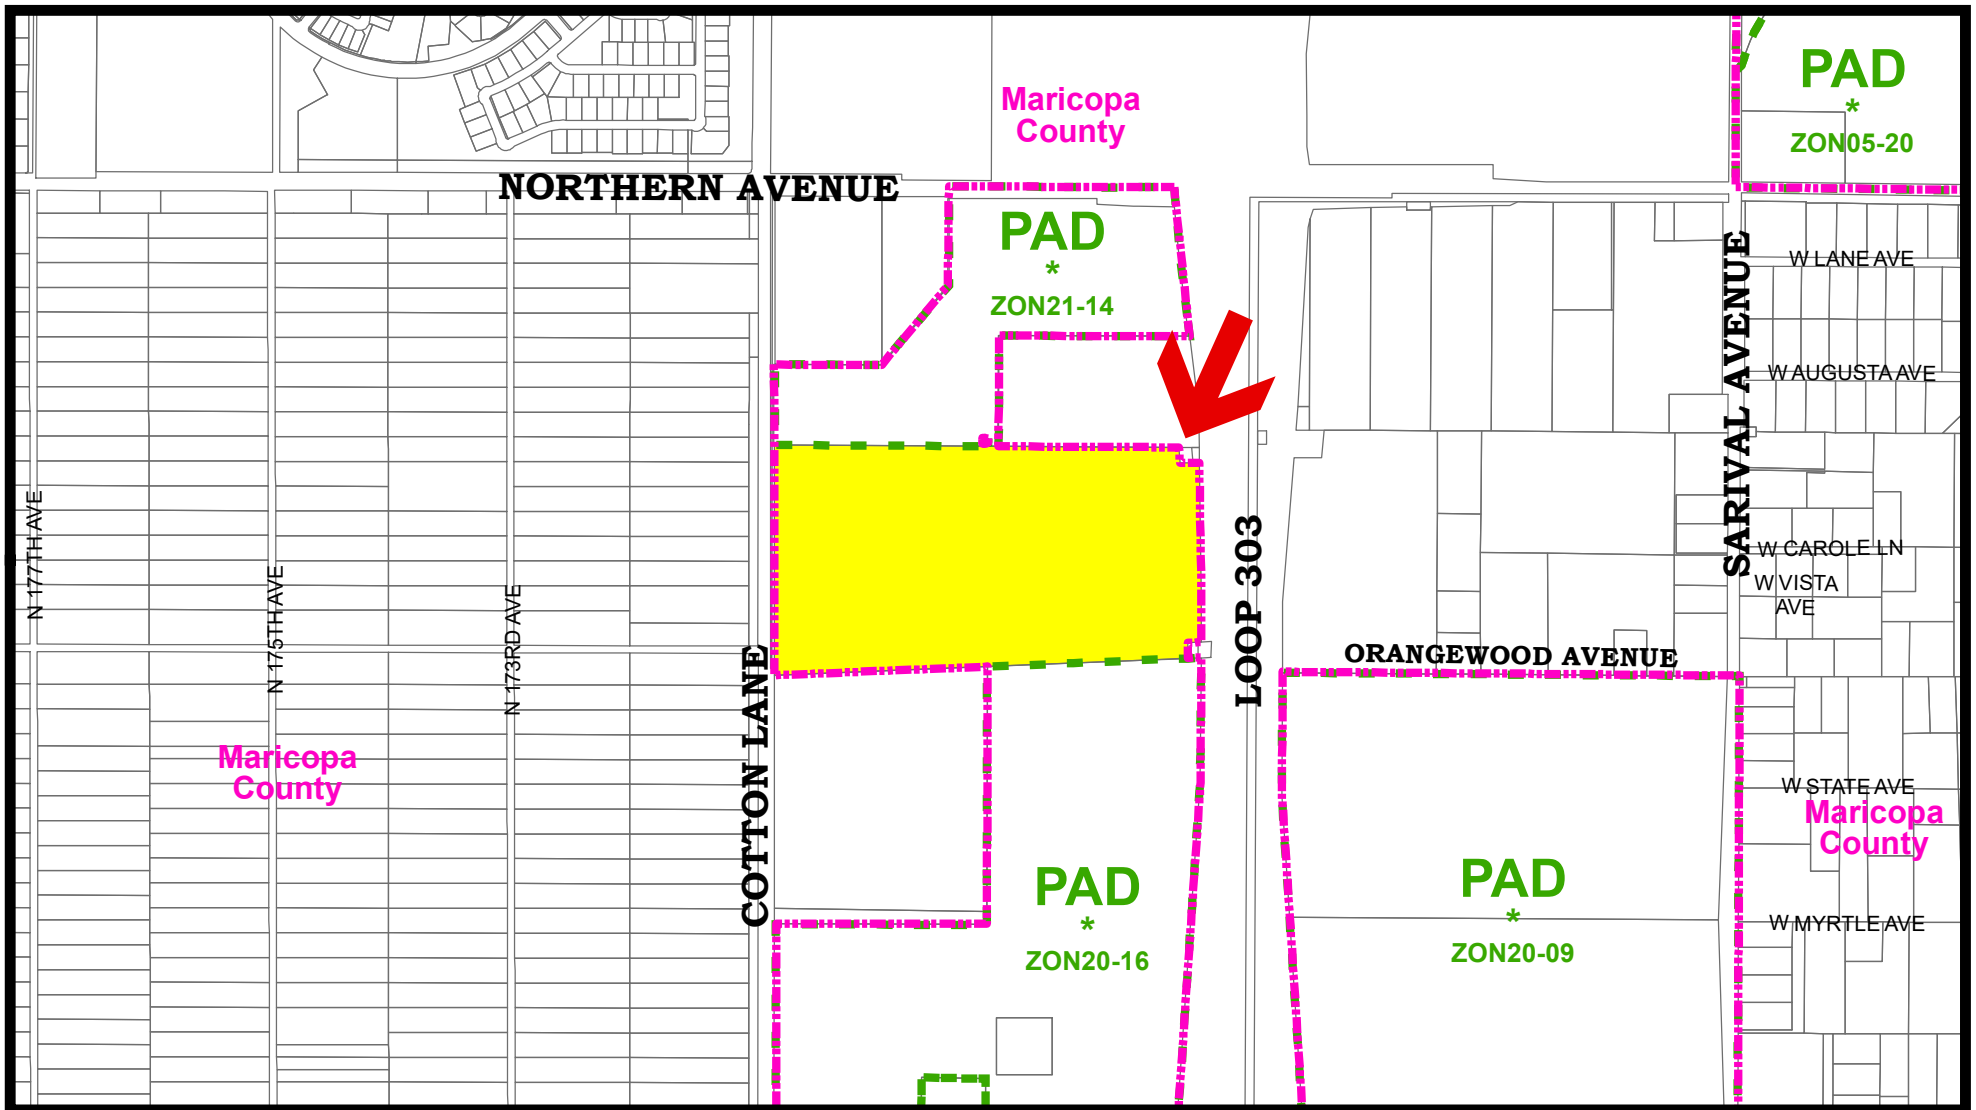 PAD
*
ZON05-20
Maricopa
County
NORTHERN AVENUE
PAD
*
ZON21-14
W LANE AVE
SARIVAL AVENUE
W AUGUSTA AVE
N 177TH AVE
N 175TH AVE
N 173RD AVE
COTTON LANE
LOOP 303
W CAROLE LN
W VISTA
AVE
ORANGEWOOD AVENUE
Maricopa
County
W STATE AVE
Maricopa
County
PAD
*
ZON20-16
PAD
*
ZON20-09
W MYRTLE AVE